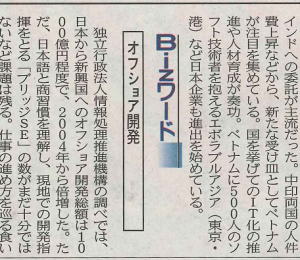 インドへの委託が主流だった。中印両国の人件
費上昇などから、新たな受け皿としてベトナム
が注目を集めている。国を挙げてのIT化の推
進や人材育成が奏功。ベトナムに500人のソ
フト技術者を抱えるエボラブルアジア（東京・
港）など日本企業も進出を始めている。
Bizワード
オフショア開発
独立行政法人情報処理推進機構の調べでは、
日本から新興国へのオフショア開発総額は10
00億円程度で、2004年から倍増した。た
だ、日本語と商習慣を理解し、現地での開発指
揮をとる「ブリッジSE」の数がまだ十分では
ないなど課題は残る。仕事の進め方を巡る食い